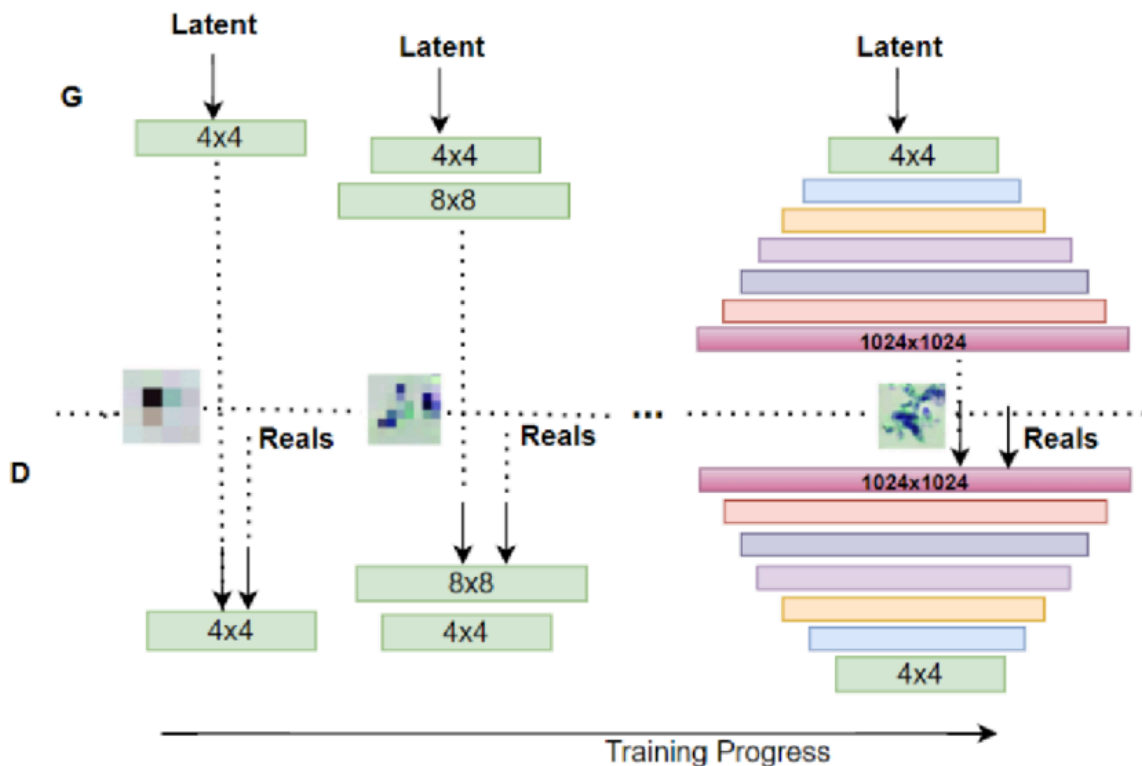 Latent
Latent
Latent
G
4x4
4x4
4x4
8x8
1024x1024
...
Reals
Reals
Reals
D
1024x1024
8x8
4x4
4x4
4x4
Training Progress